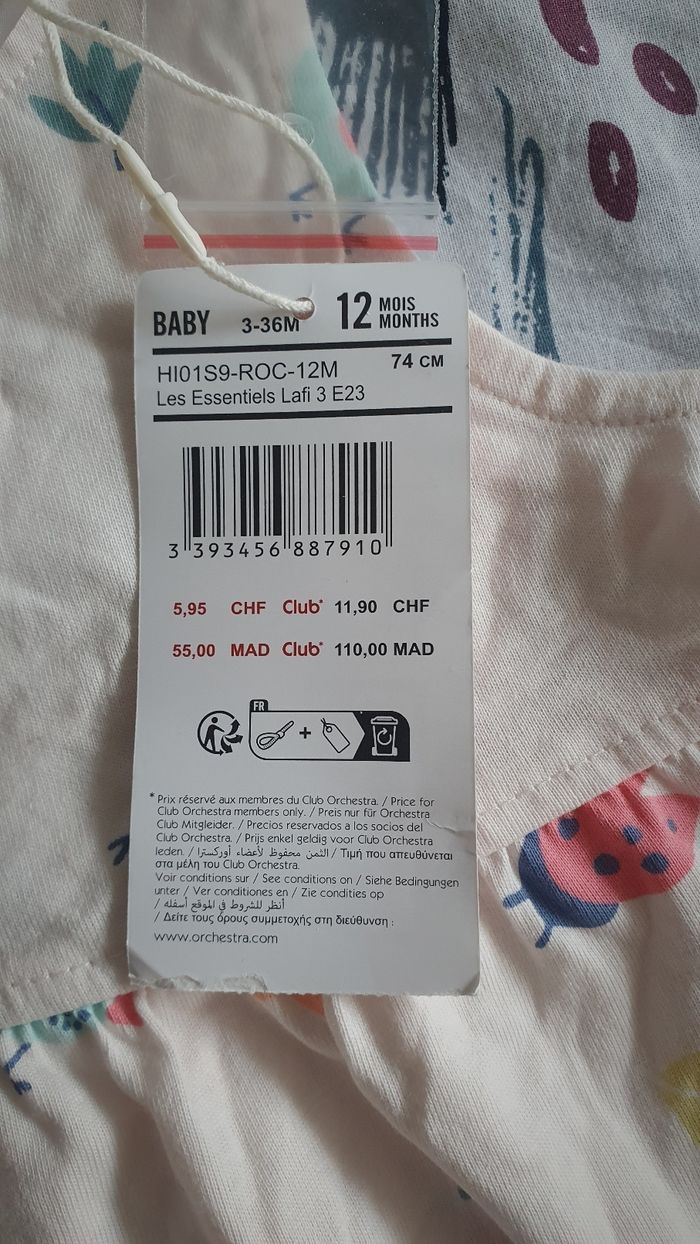 BABY 3-36M 12 MOIS MONTHS
HI01S9-ROC-12M 74 CM
Les Essentiels Lafi 3 E23
3 393456 887910
5,95 CHF Club* 11,90 CHF
55,00 MAD Club* 110,00 MAD
FR
+
* Prix réservé aux membres du Club Orchestra. / Price for
Club Orchestra members only. / Preis nur für Orchestra
Club Mitglieder. / Precios reservados a los socios del
Club Orchestra. / Prijs enkel geldig voor Club Orchestra
leden. / الثمن محفوظ لأعضاء أوركسترا / Τιμή που απευθύνεται
στα μέλη του Club Orchestra.
Voir conditions sur / See conditions on / Siehe Bedingungen
unter / Ver conditiones en / Zie condities op
/ أنظر للشروط في الموقع أسفله
/ Δείτε τους όρους συμμετοχής στη διεύθυνση :
www.orchestra.com